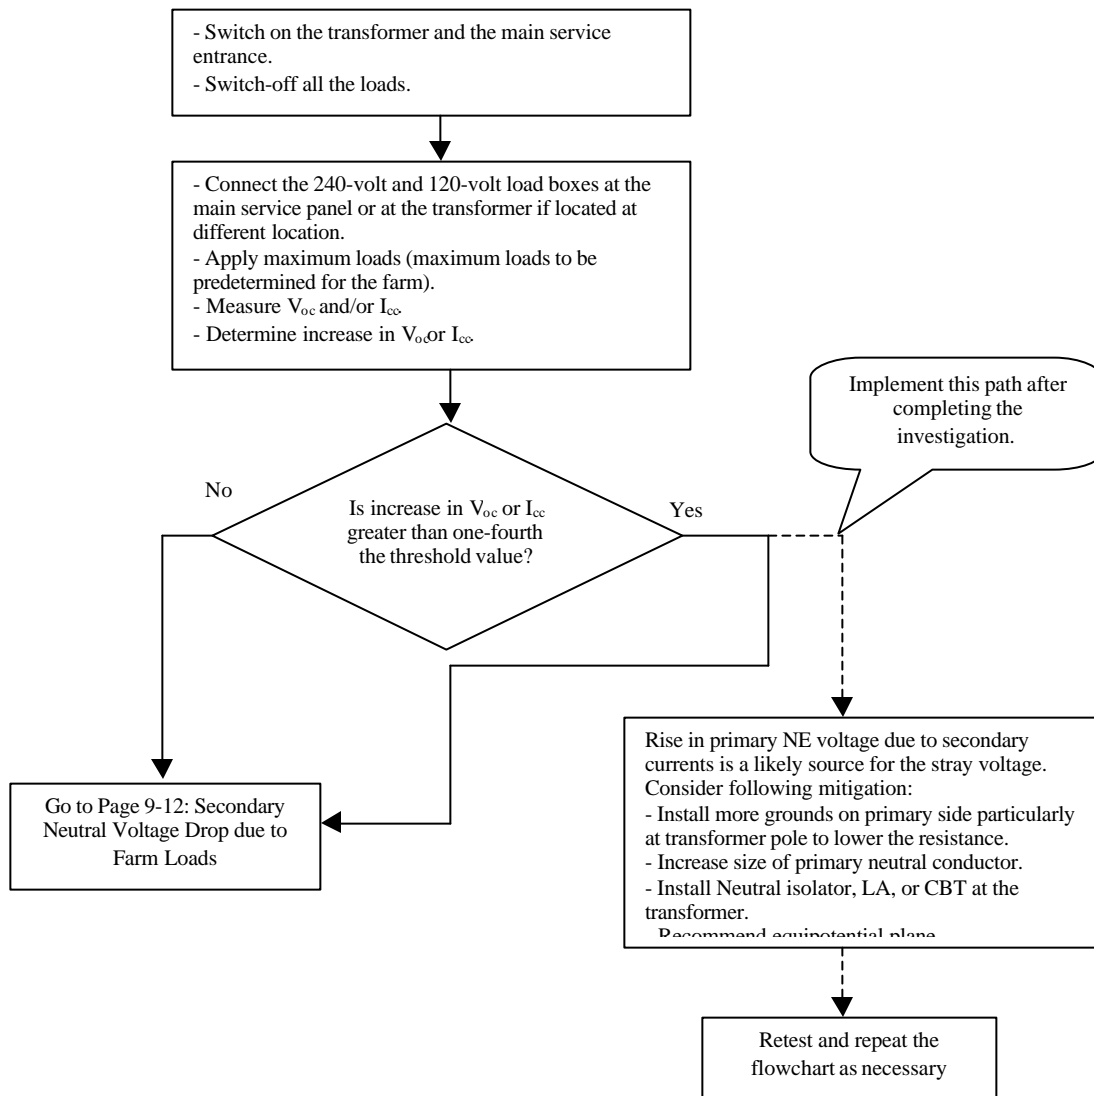 - Switch on the transformer and the main service
entrance.
- Switch-off all the loads.
- Connect the 240-volt and 120-volt load boxes at the
main service panel or at the transformer if located at
different location.
- Apply maximum loads (maximum loads to be
predetermined for the farm).
- Measure Voc and/or Icc.
- Determine increase in Voc or Icc.
Implement this path after
completing the
investigation.
No
Is increase in Voc or Icc
greater than one-fourth
the threshold value?
Yes
Go to Page 9-12: Secondary
Neutral Voltage Drop due to
Farm Loads
Rise in primary NE voltage due to secondary
currents is a likely source for the stray voltage.
Consider following mitigation:
- Install more grounds on primary side particularly
at transformer pole to lower the resistance.
- Increase size of primary neutral conductor.
- Install Neutral isolator, LA, or CBT at the
transformer.
- Recommend equipotential plane
Retest and repeat the
flowchart as necessary